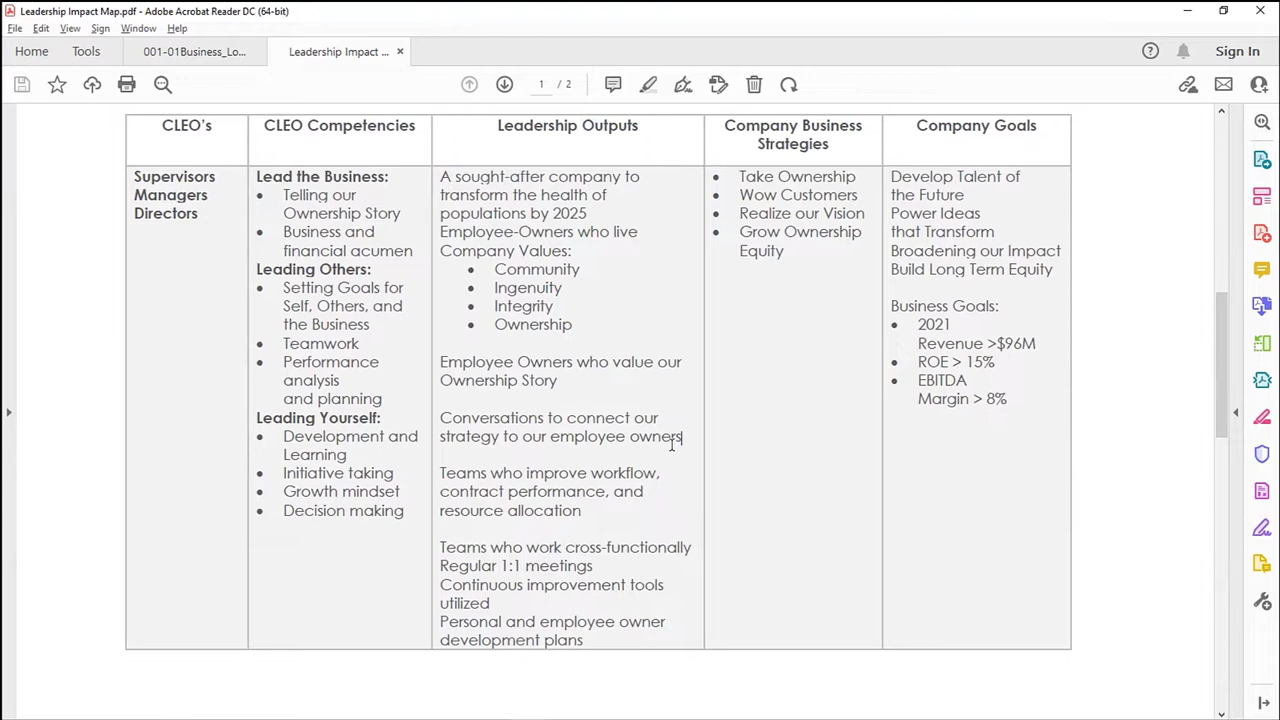 Leadership Impact Map.pdf - Adobe Acrobat Reader DC (64-bit)
File Edit View Sign Window Help
Home Tools 001-01Business_Lo... Leadership Impact ... × Sign In
1 / 2
CLEO's
CLEO Competencies
Leadership Outputs
Company Business
Strategies
Company Goals
Supervisors
Managers
Directors
Lead the Business:
• Telling our
Ownership Story
• Business and
financial acumen
Leading Others:
• Setting Goals for
Self, Others, and
the Business
• Teamwork
• Performance
analysis
and planning
Leading Yourself:
• Development and
Learning
• Initiative taking
• Growth mindset
• Decision making
A sought-after company to
transform the health of
populations by 2025
Employee-Owners who live
Company Values:
• Community
• Ingenuity
• Integrity
• Ownership
Employee Owners who value our
Ownership Story
Conversations to connect our
strategy to our employee owners
Teams who improve workflow,
contract performance, and
resource allocation
Teams who work cross-functionally
Regular 1:1 meetings
Continuous improvement tools
utilized
Personal and employee owner
development plans
• Take Ownership
• Wow Customers
• Realize our Vision
• Grow Ownership
Equity
Develop Talent of
the Future
Power Ideas
that Transform
Broadening our Impact
Build Long Term Equity
Business Goals:
• 2021
Revenue >$96M
• ROE > 15%
• EBITDA
Margin > 8%